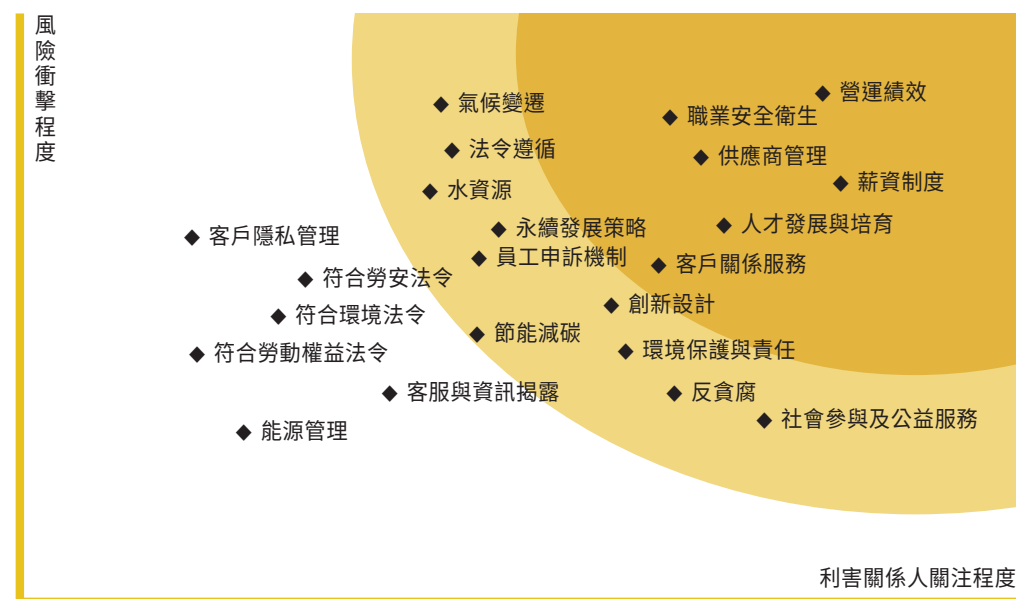 風險衝擊程度
◆ 營運績效
◆ 氣候變遷
◆ 職業安全衛生
◆ 法令遵循
◆ 供應商管理
◆ 薪資制度
◆ 水資源
◆ 人才發展與培育
◆ 永續發展策略
◆ 客戶隱私管理
◆ 員工申訴機制
◆ 客戶關係服務
◆ 符合勞安法令
◆ 創新設計
◆ 符合環境法令
◆ 節能減碳
◆ 環境保護與責任
◆ 符合勞動權益法令
◆ 客服與資訊揭露
◆ 反貪腐
◆ 社會參與及公益服務
◆ 能源管理
利害關係人關注程度